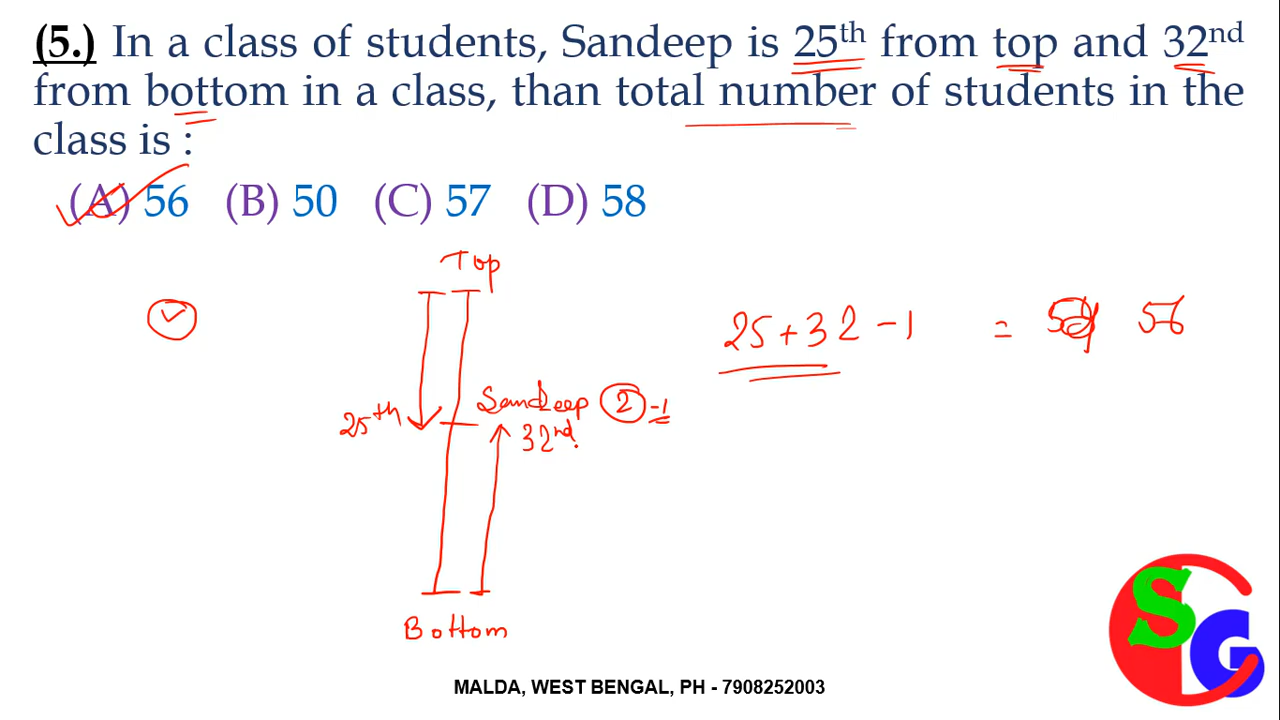 (5.) In a class of students, Sandeep is 25th from top and 32nd
from bottom in a class, than total number of students in the
class is :
(A) 56 (B) 50 (C) 57 (D) 58
Top
25 + 32 - 1 = 56
Sandeep 2 -1
25th
32nd.
Bottom
SG
MALDA, WEST BENGAL, PH - 7908252003